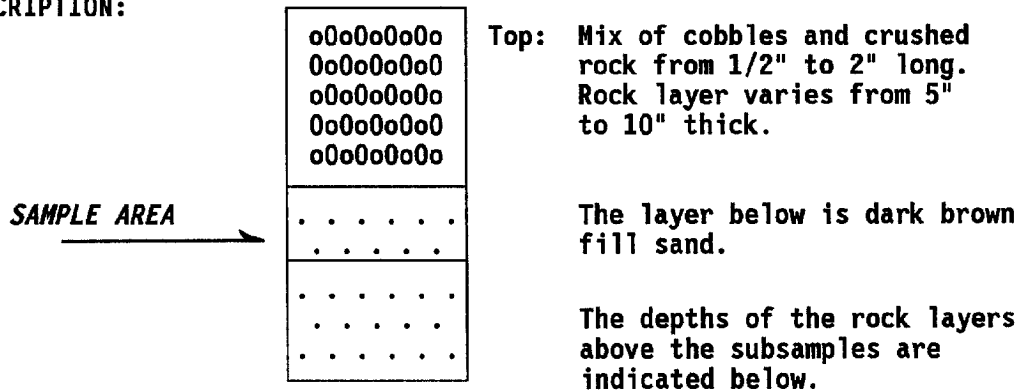 CRIPTION:
o0o0o0o0o
0o0o0o0o0
o0o0o0o0o
0o0o0o0o0
o0o0o0o0o
Top: Mix of cobbles and crushed
rock from 1/2" to 2" long.
Rock layer varies from 5"
to 10" thick.
SAMPLE AREA
The layer below is dark brown
fill sand.
The depths of the rock layers
above the subsamples are
indicated below.